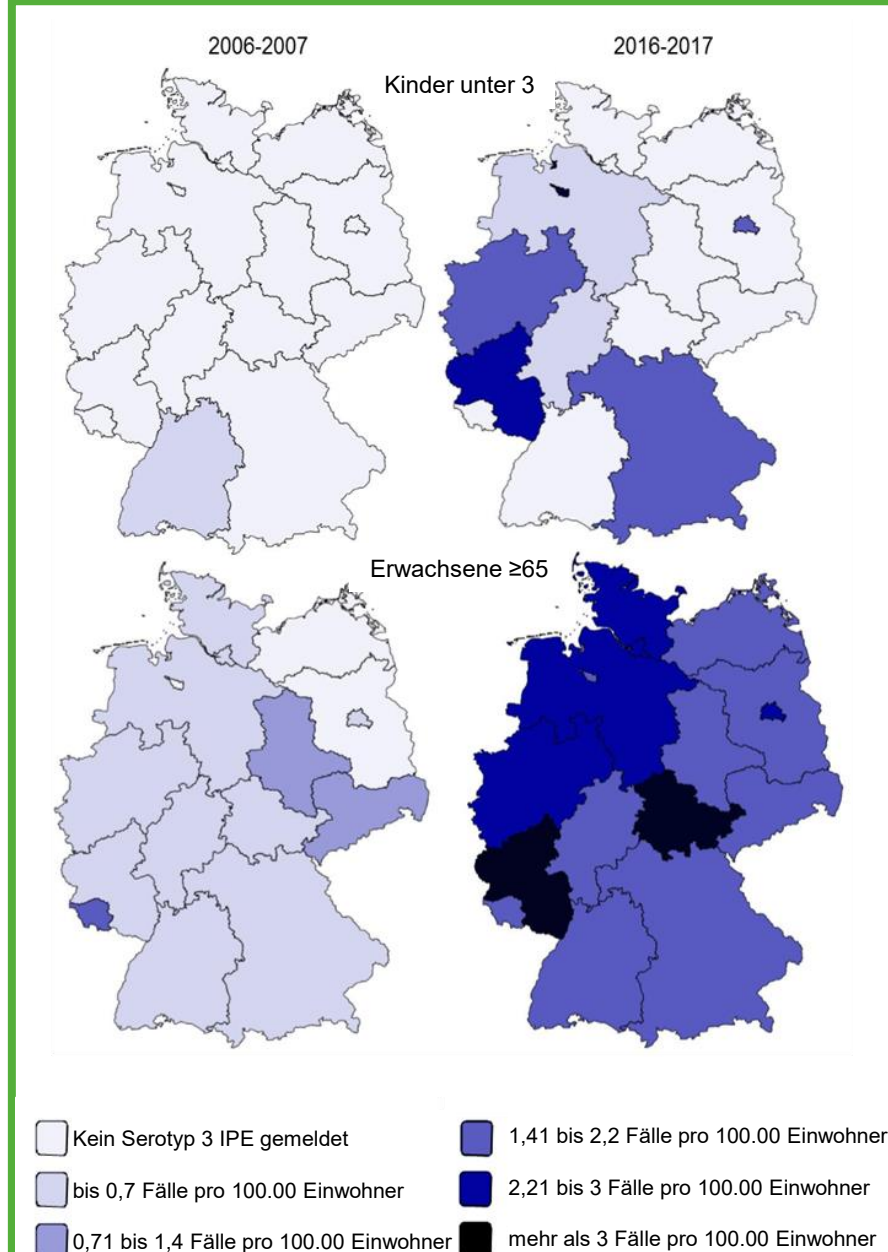 2006-2007
2016-2017
Kinder unter 3
Erwachsene ≥65
Kein Serotyp 3 IPE gemeldet
1,41 bis 2,2 Fälle pro 100.00 Einwohner
bis 0,7 Fälle pro 100.00 Einwohner
2,21 bis 3 Fälle pro 100.00 Einwohner
0,71 bis 1,4 Fälle pro 100.00 Einwohner
mehr als 3 Fälle pro 100.00 Einwohner